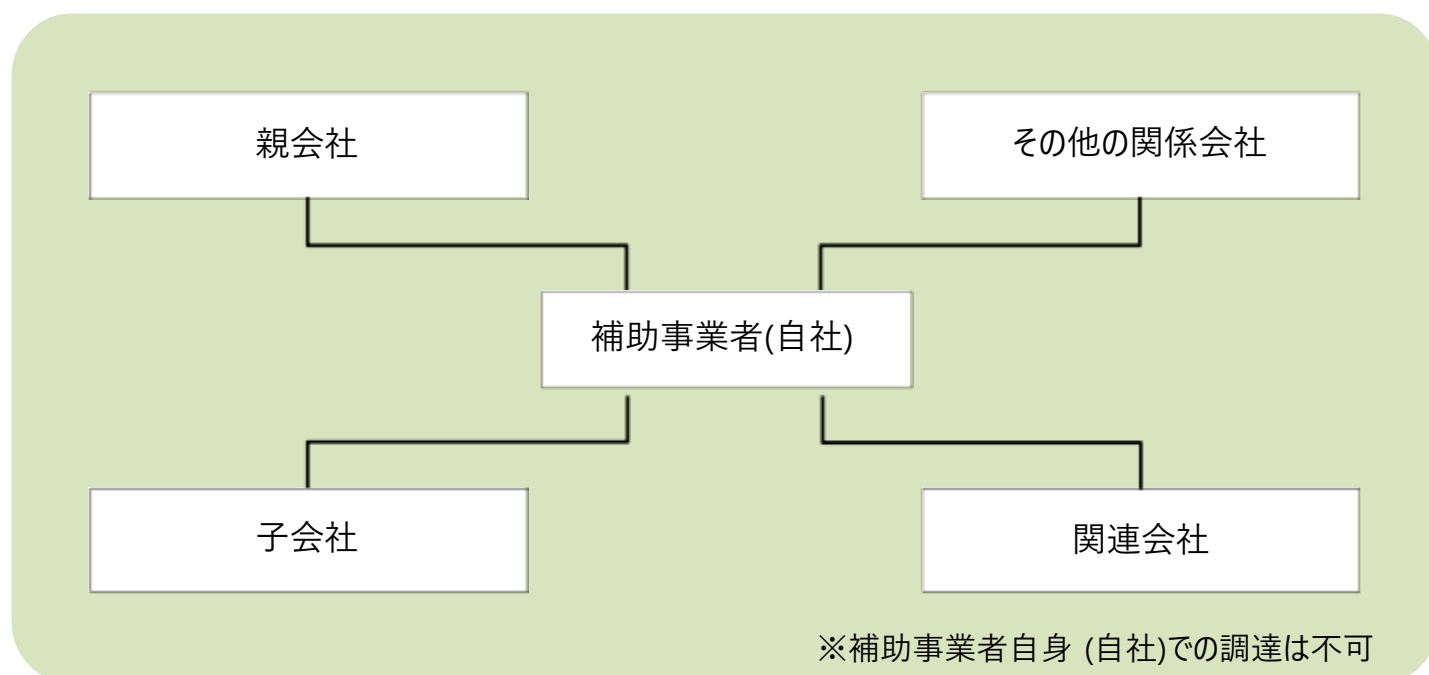 親会社
その他の関係会社
補助事業者(自社)
子会社
関連会社
※補助事業者自身 (自社)での調達は不可